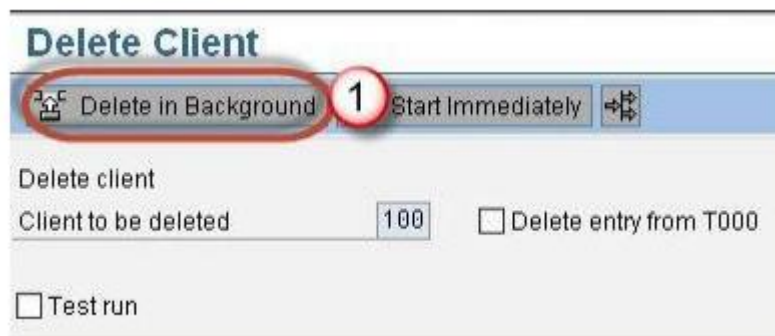 Delete Client
Delete in Background 1 Start Immediately
Delete client
Client to be deleted 100 Delete entry from T000
Test run